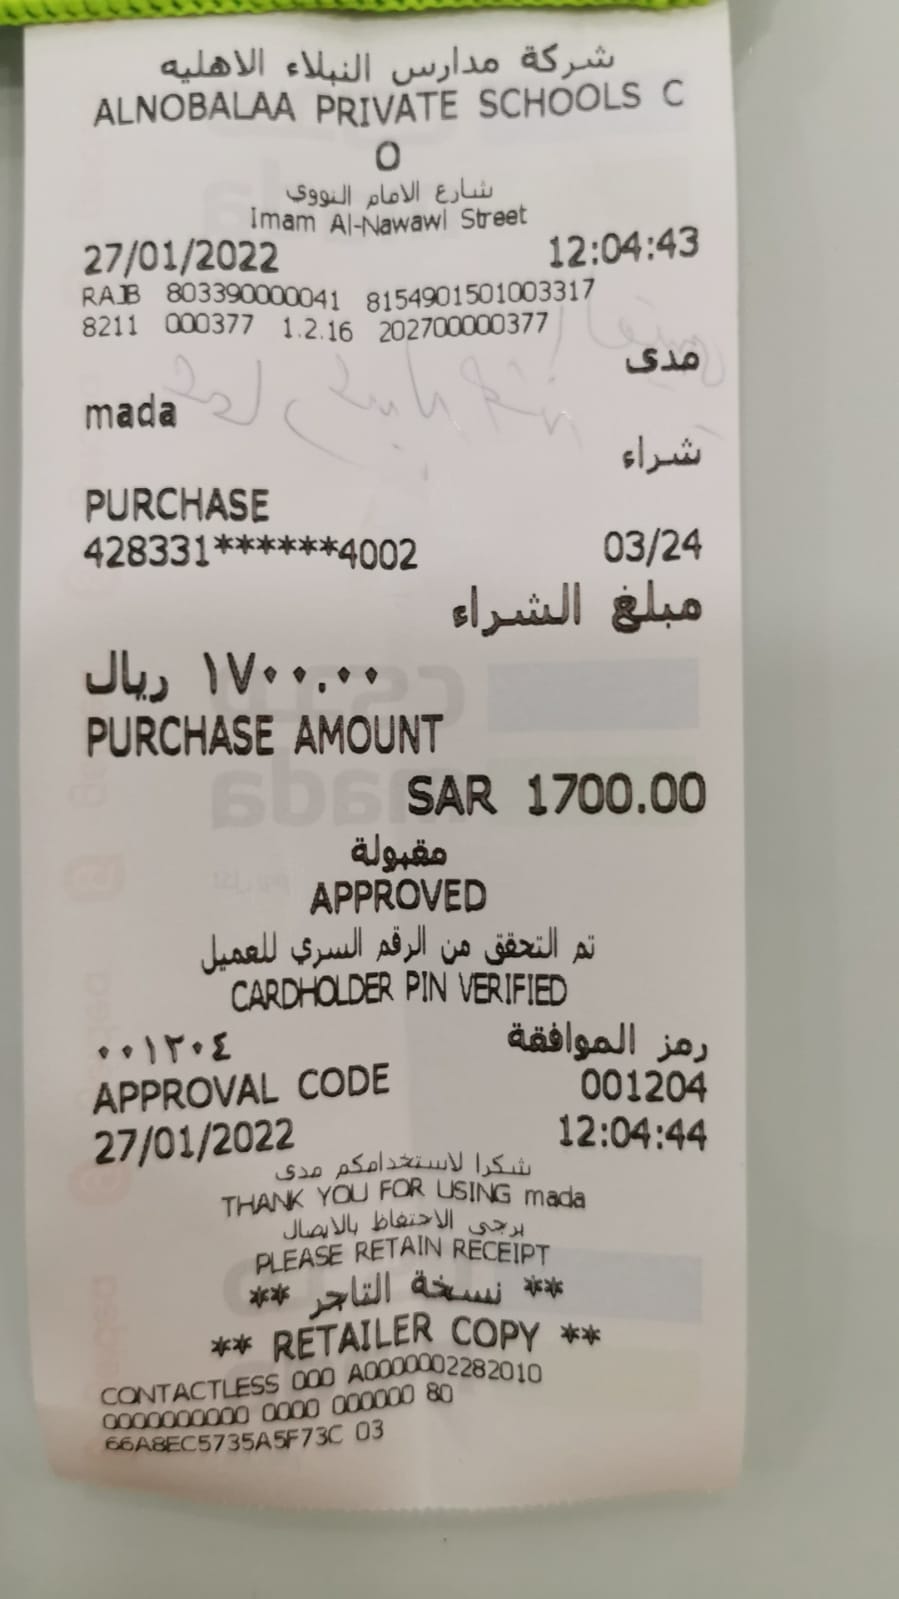 شركة مدارس النبلاء الاهليه
ALNOBALAA PRIVATE SCHOOLS C
O
شارع الامام النووي
Imam Al-Nawawi Street
27/01/2022 12:04:43
RAJB 803390000041 8154901501003317
8211 000377 1.2.16 202700000377
مدى
mada
شراء
PURCHASE
428331******4002 03/24
مبلغ الشراء
١٧٠٠.٠٠ ريال
PURCHASE AMOUNT
SAR 1700.00
مقبولة
APPROVED
تم التحقق من الرقم السري للعميل
CARDHOLDER PIN VERIFIED
رمز الموافقة ٠٠١٢٠٤
APPROVAL CODE 001204
27/01/2022 12:04:44
شكرا لاستخدامكم مدى
THANK YOU FOR USING mada
يرجى الاحتفاظ بالايصال
PLEASE RETAIN RECEIPT
** نسخة التاجر **
** RETAILER COPY **
CONTACTLESS 000 A0000002282010
0000000000 0000 000000 80
66A8EC5735A5F73C 03